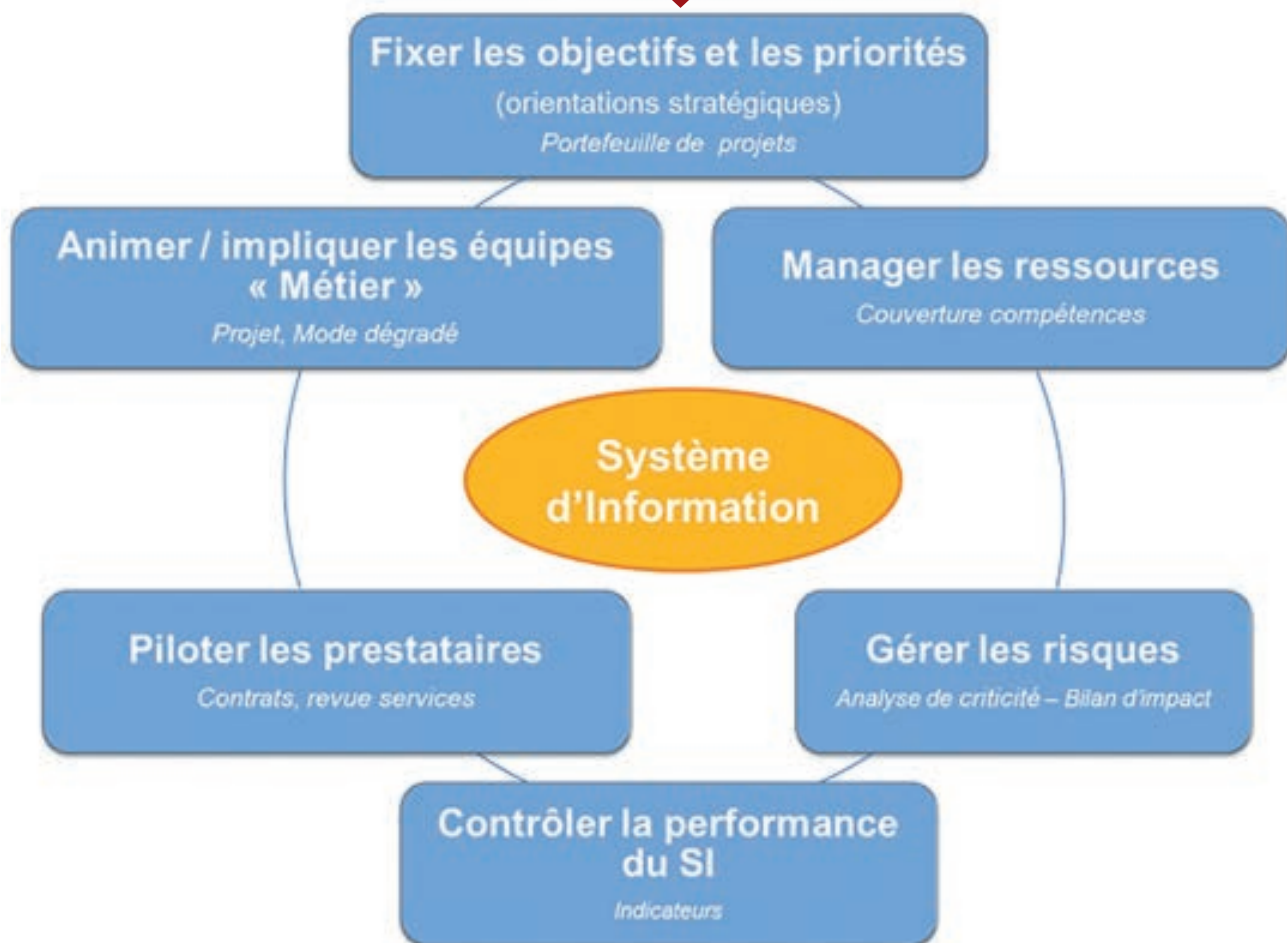 Fixer les objectifs et les priorités
(orientations stratégiques)
Portefeuille de projets
Animer / impliquer les équipes
« Métier »
Projet, Mode dégradé
Manager les ressources
Couverture compétences
Système
d’Information
Piloter les prestataires
Contrats, revue services
Gérer les risques
Analyse de criticité – Bilan d’impact
Contrôler la performance
du SI
Indicateurs